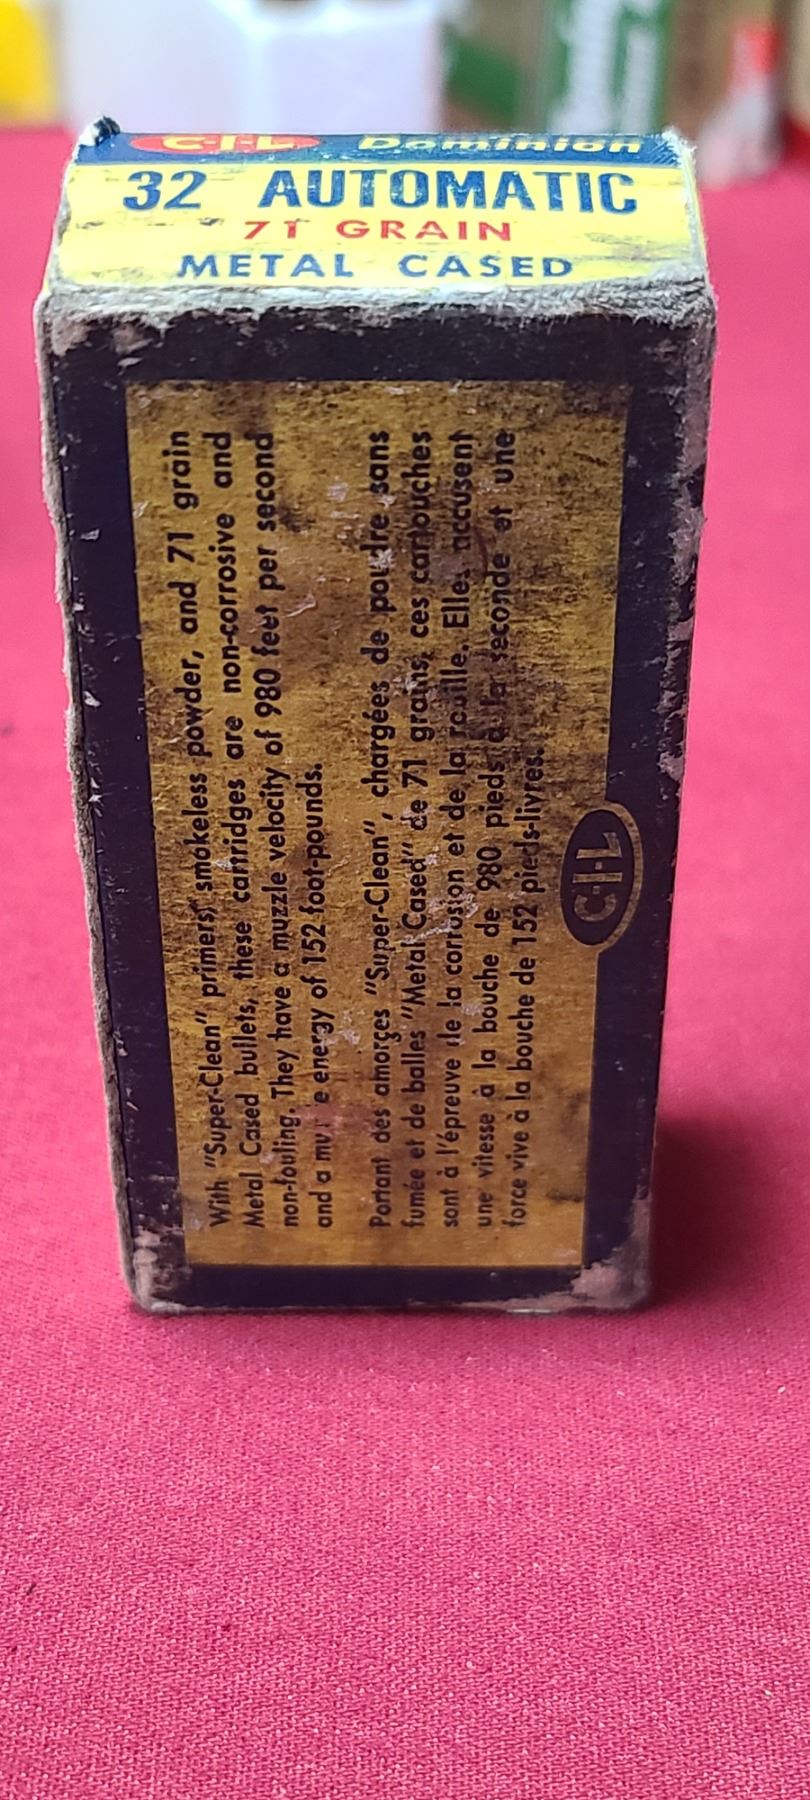 C-I-L Dominion
32 AUTOMATIC
71 GRAIN
METAL CASED
With "Super-Clean" primers, smokeless powder, and 71 grain
Metal Cased bullets, these cartridges are non-corrosive and
non-fouling. They have a muzzle velocity of 980 feet per second
and a energy of 152 foot-pounds.
Portant des amorçes "Super-Clean", chargées de poudre sans
fumée et de balles "Metal Cased" de 71 grains, ces cartouches
sont à l'épreuve de la corrosion et de la rouille. Elles accusent
une vitesse à la bouche de 980 pieds à la seconde et une
force vive à la bouche de 152 pieds-livres.
C-I-L